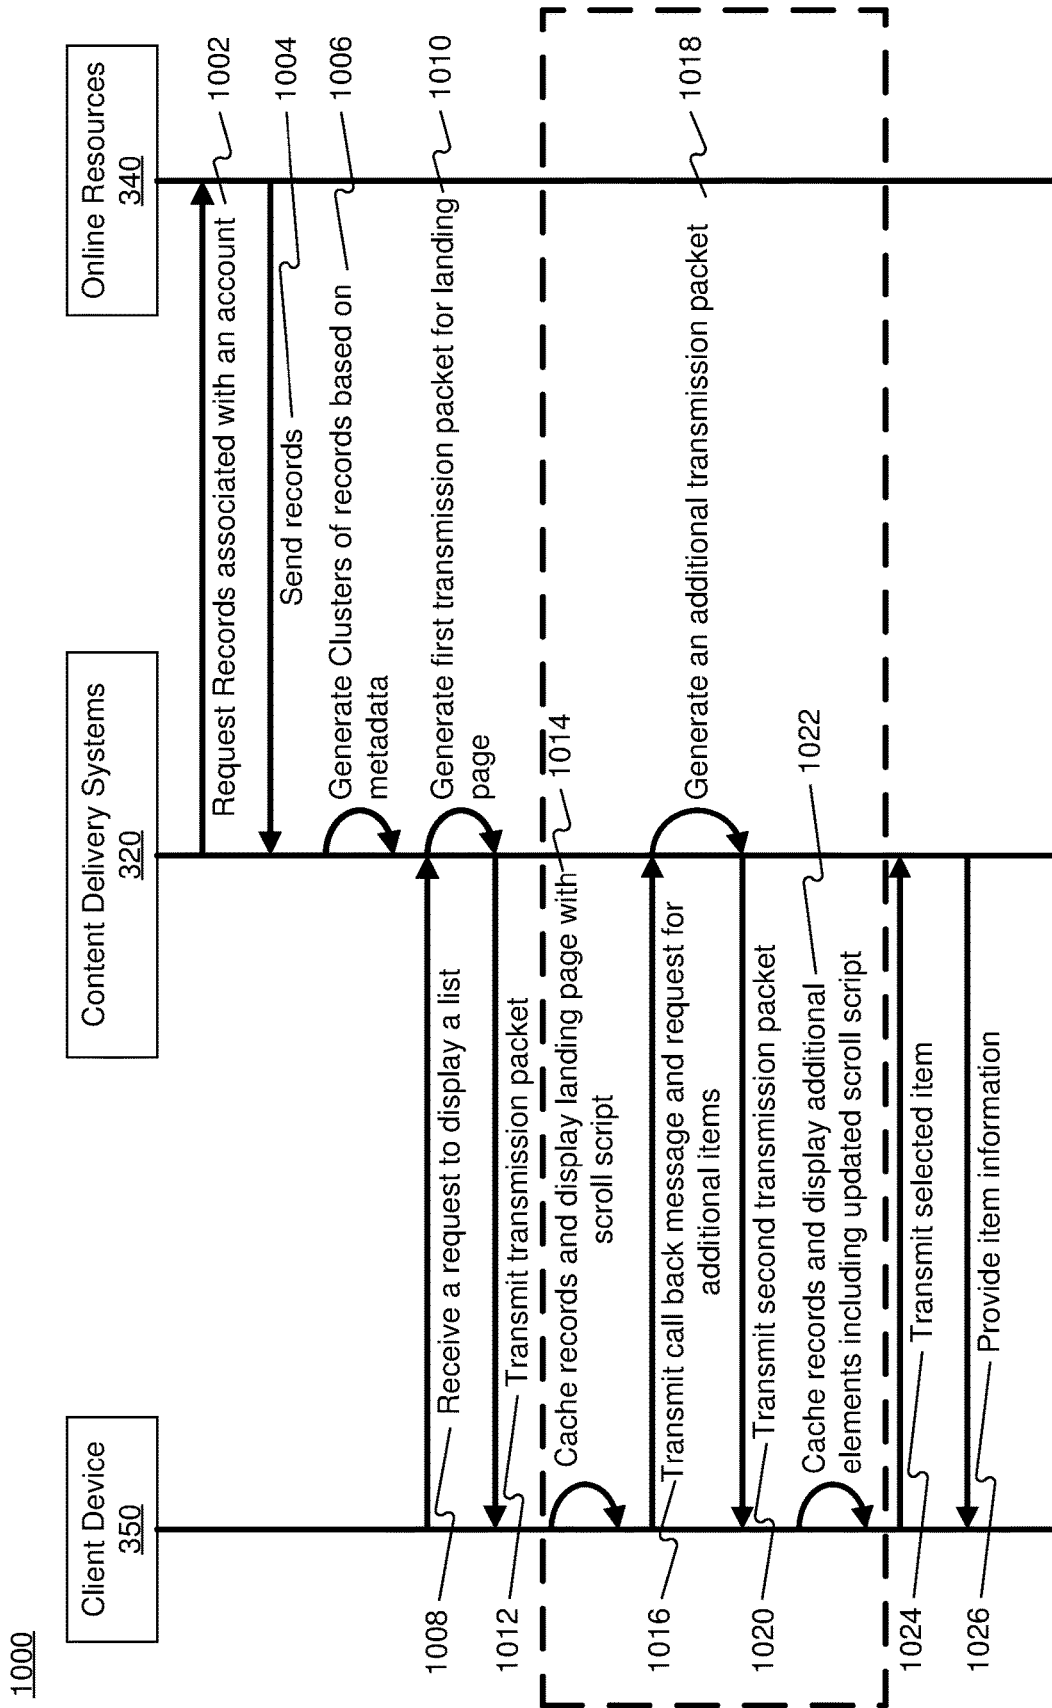 1000
Client Device
350
Content Delivery Systems
320
Online Resources
340
Request Records associated with an account
1002
Send records
1004
Generate Clusters of records based on
metadata
1006
1008
Receive a request to display a list
Generate first transmission packet for landing
page
1010
1012
Transmit transmission packet
Cache records and display landing page with
scroll script
1014
1016
Transmit call back message and request for
additional items
Generate an additional transmission packet
1018
1020
Transmit second transmission packet
Cache records and display additional
elements including updated scroll script
1022
1024
Transmit selected item
1026
Provide item information